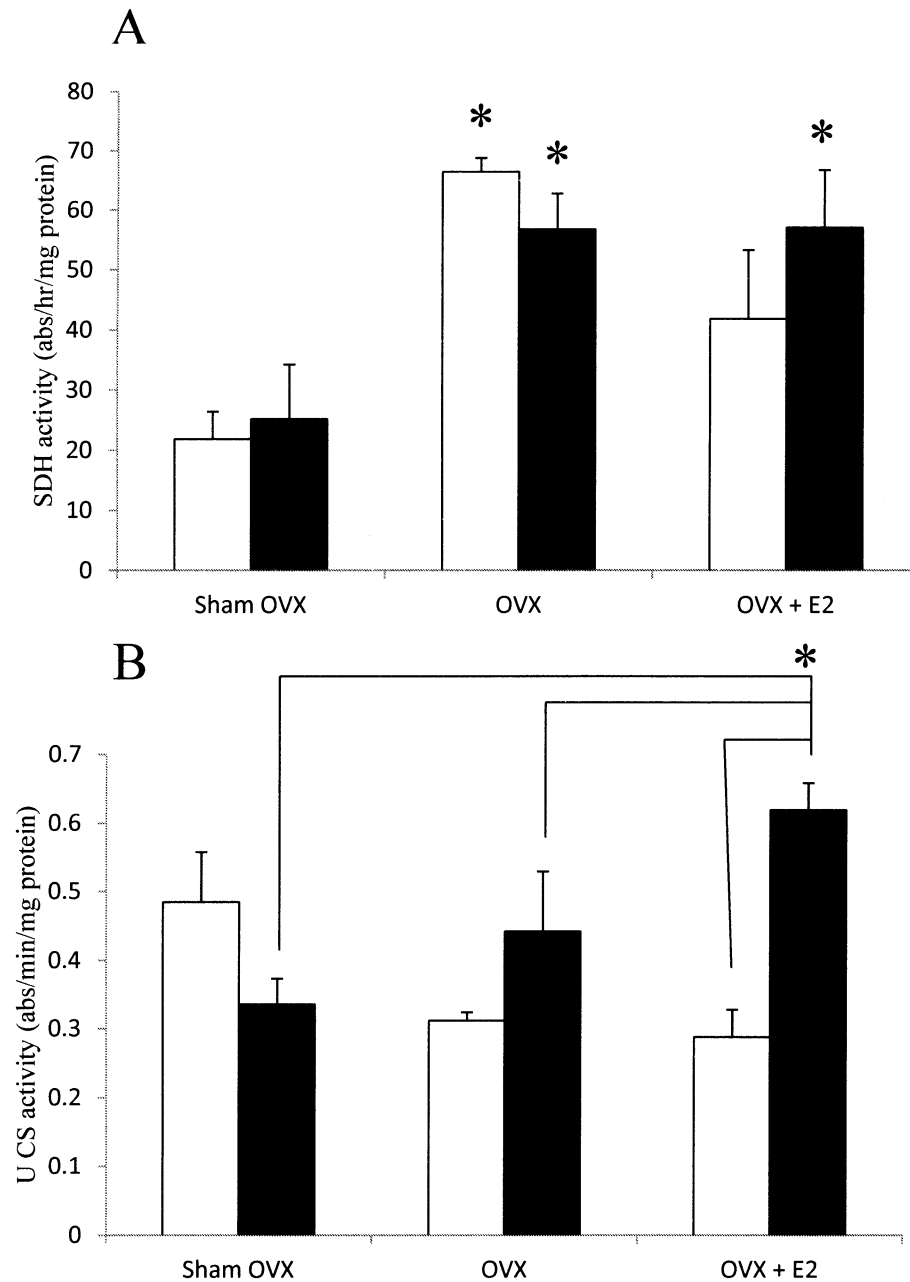 A
SDH activity (abs/hr/mg protein)
80
70
60
50
40
30
20
10
0
*
*
*
Sham OVX
OVX
OVX + E2
B
*
U CS activity (abs/min/mg protein)
0.7
0.6
0.5
0.4
0.3
0.2
0.1
0
Sham OVX
OVX
OVX + E2